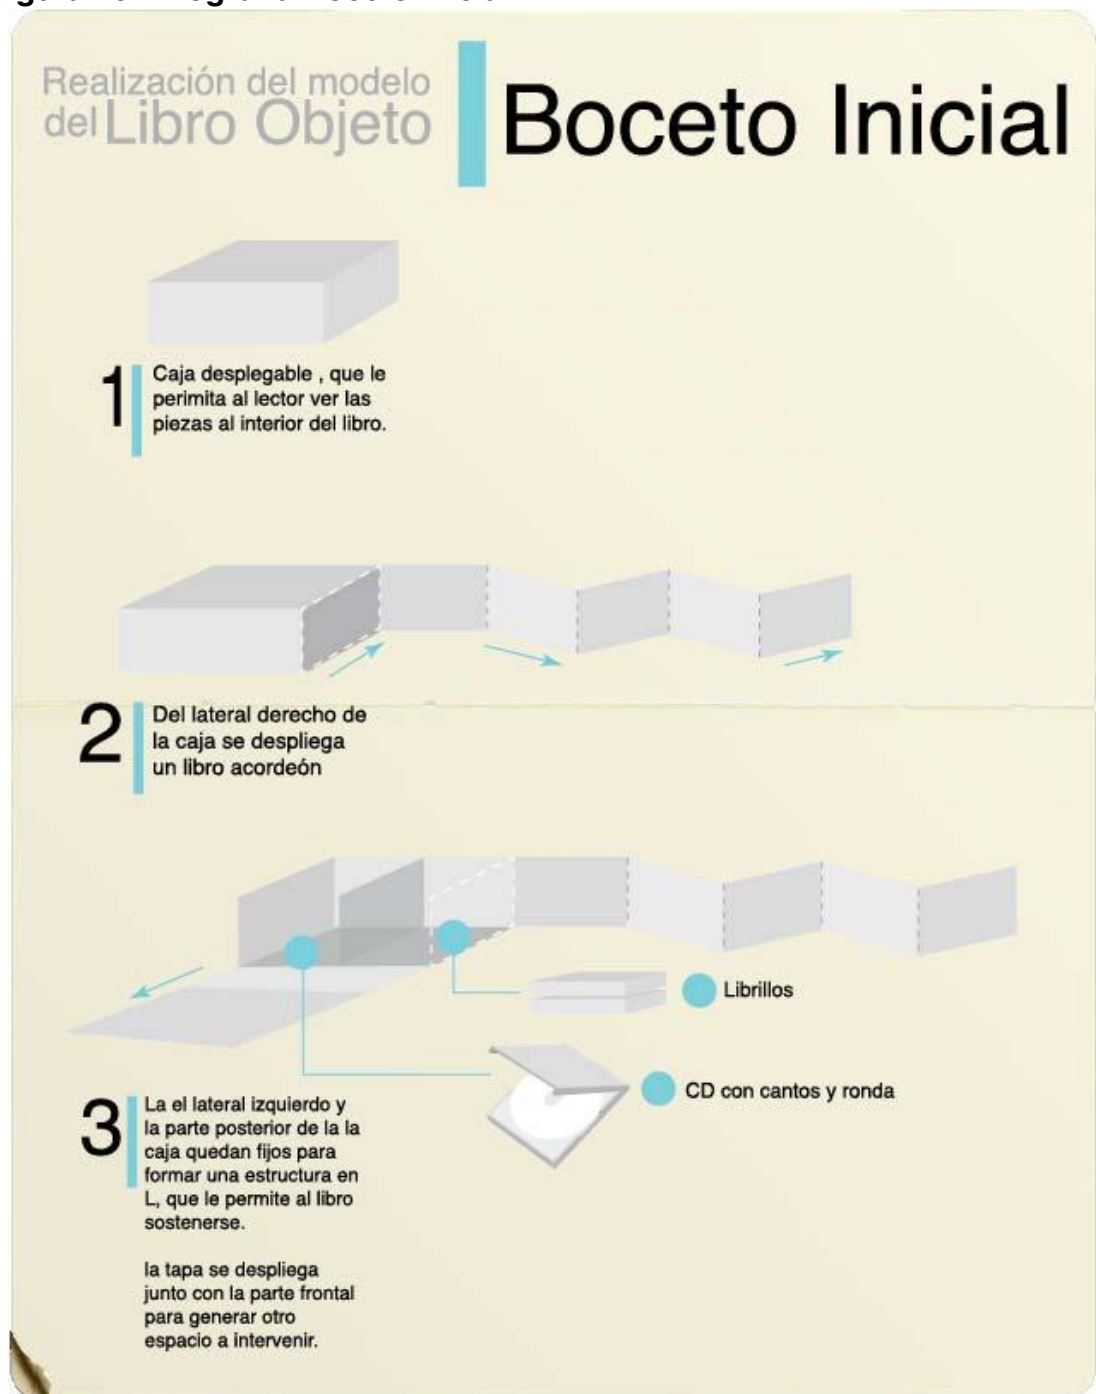 Realización del modelo
del Libro Objeto
Boceto Inicial
1
Caja desplegable , que le
perimita al lector ver las
piezas al interior del libro.
2
Del lateral derecho de
la caja se despliega
un libro acordeón
Librillos
CD con cantos y ronda
3
La el lateral izquierdo y
la parte posterior de la la
caja quedan fijos para
formar una estructura en
L, que le permite al libro
sostenerse.
la tapa se despliega
junto con la parte frontal
para generar otro
espacio a intervenir.